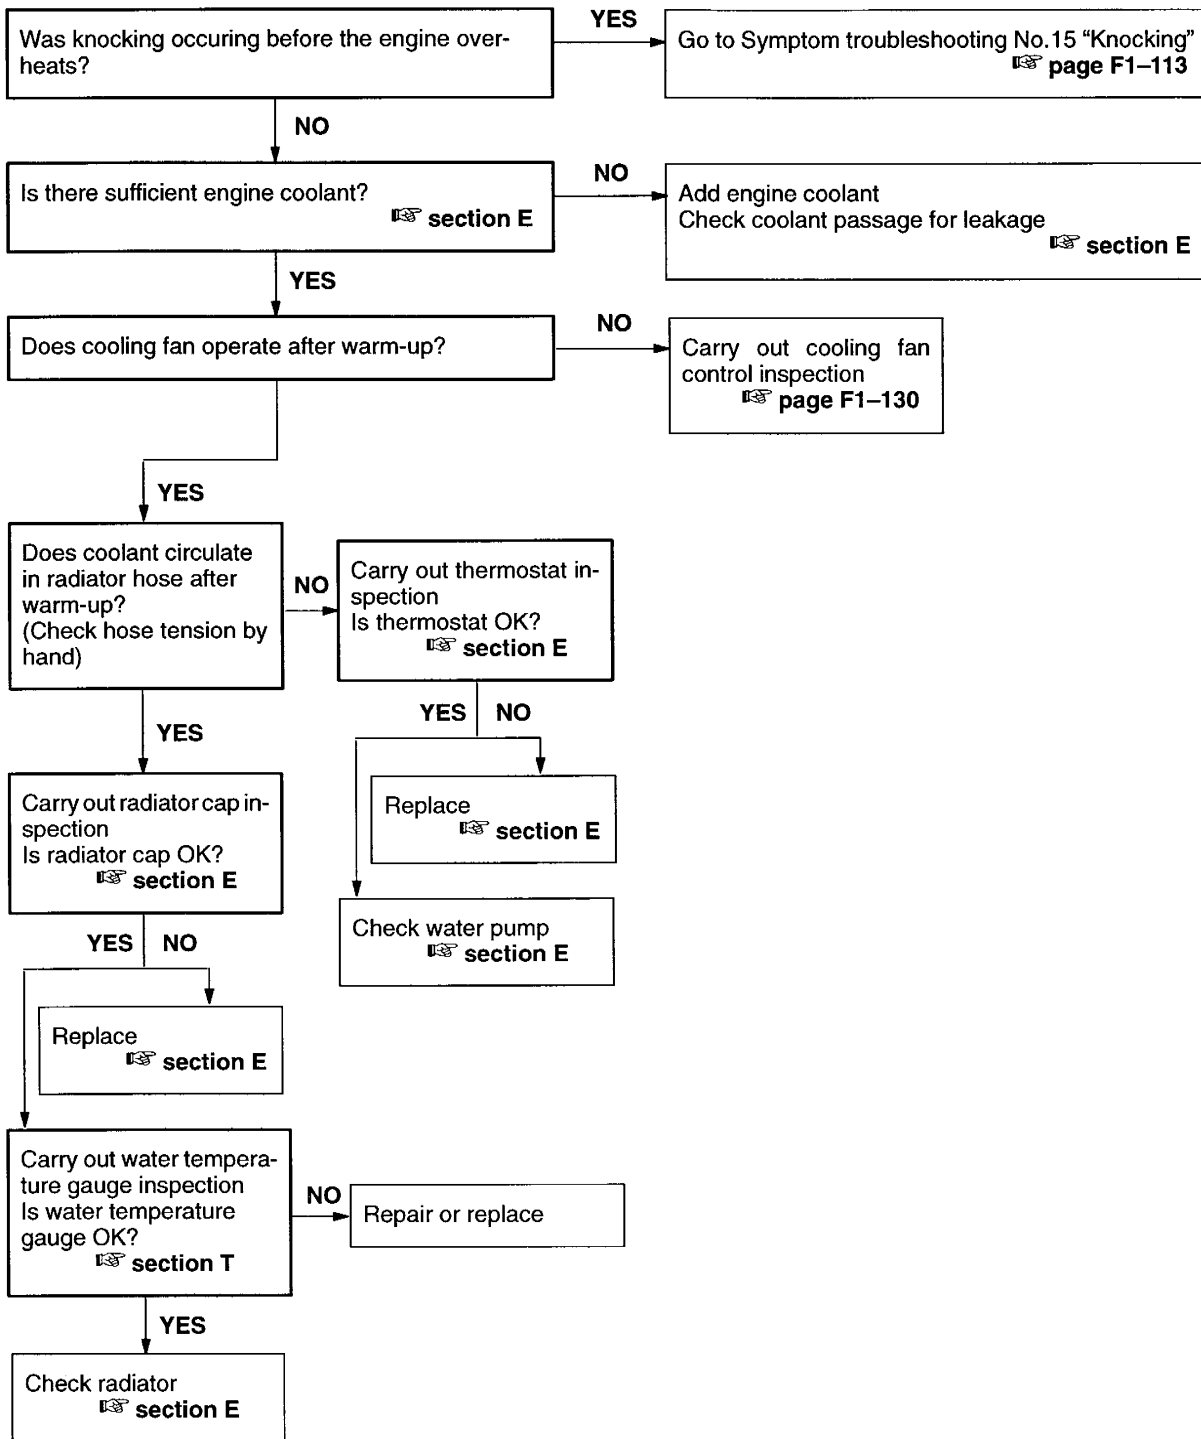 Was knocking occuring before the engine over-
heats?
YES
Go to Symptom troubleshooting No.15 “Knocking”
☞ page F1–113
NO
Is there sufficient engine coolant?
☞ section E
NO
Add engine coolant
Check coolant passage for leakage
☞ section E
YES
Does cooling fan operate after warm-up?
NO
Carry out cooling fan
control inspection
☞ page F1–130
YES
Does coolant circulate
in radiator hose after
warm-up?
(Check hose tension by
hand)
NO
Carry out thermostat in-
spection
Is thermostat OK?
☞ section E
YES
NO
Replace
☞ section E
Check water pump
☞ section E
YES
Carry out radiator cap in-
spection
Is radiator cap OK?
☞ section E
YES
NO
Replace
☞ section E
Carry out water tempera-
ture gauge inspection
Is water temperature
gauge OK?
☞ section T
NO
Repair or replace
YES
Check radiator
☞ section E